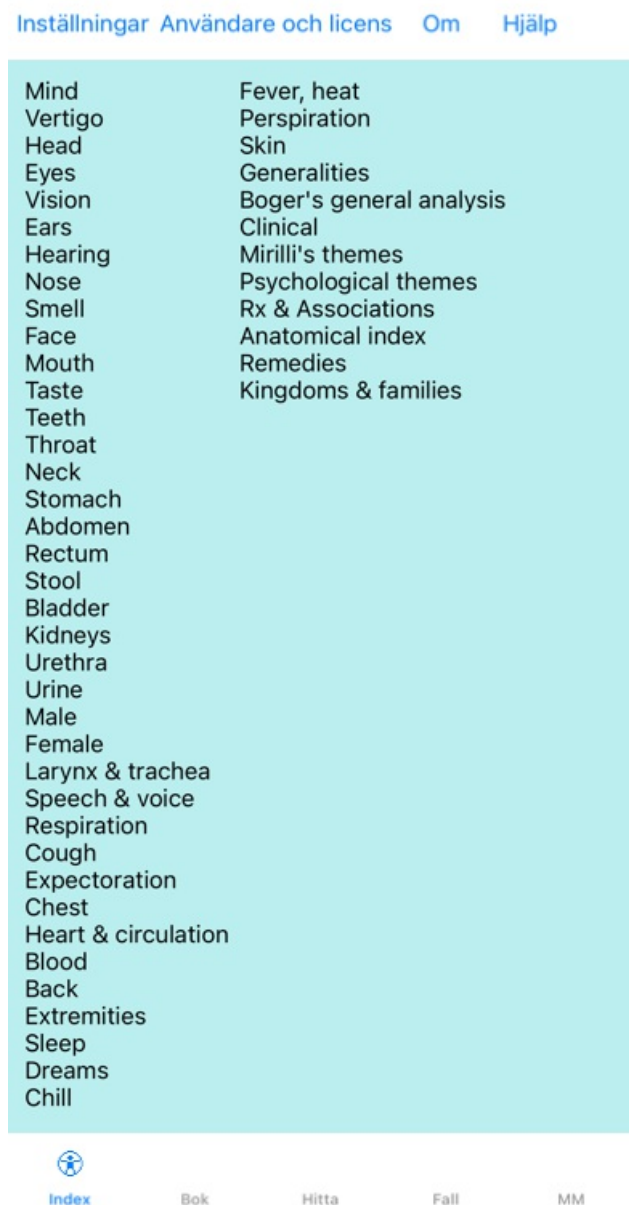 Inställningar Användare och licens Om Hjälp
Mind
Vertigo
Head
Eyes
Vision
Ears
Hearing
Nose
Smell
Face
Mouth
Taste
Teeth
Throat
Neck
Stomach
Abdomen
Rectum
Stool
Bladder
Kidneys
Urethra
Urine
Male
Female
Larynx & trachea
Speech & voice
Respiration
Cough
Expectoration
Chest
Heart & circulation
Blood
Back
Extremities
Sleep
Dreams
Chill
Fever, heat
Perspiration
Skin
Generalities
Boger's general analysis
Clinical
Mirilli's themes
Psychological themes
Rx & Associations
Anatomical index
Remedies
Kingdoms & families
Index Bok Hitta Fall MM